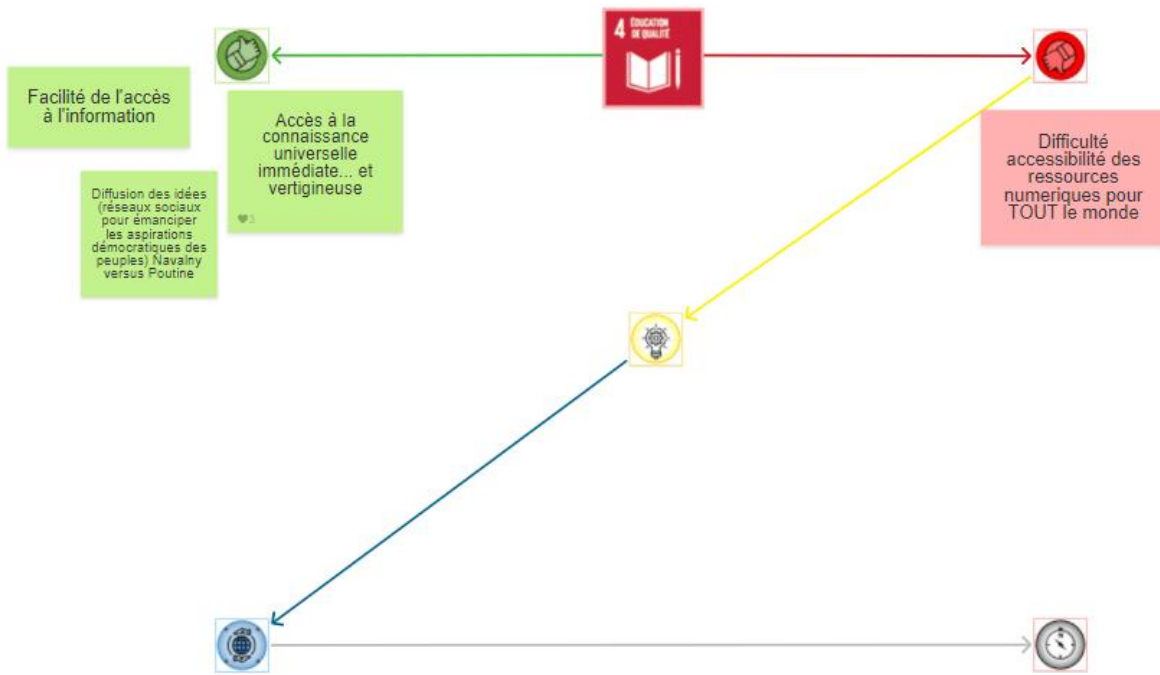 4 ÉDUCATION
DE QUALITÉ
Facilité de l'accès
à l'information
Accès à la
connaissance
universelle
immédiate... et
vertigineuse
3
Diffusion des idées
(réseaux sociaux
pour émanciper
les aspirations
démocratiques des
peuples) Navalny
versus Poutine
Difficulté
accessibilité des
ressources
numeriques pour
TOUT le monde